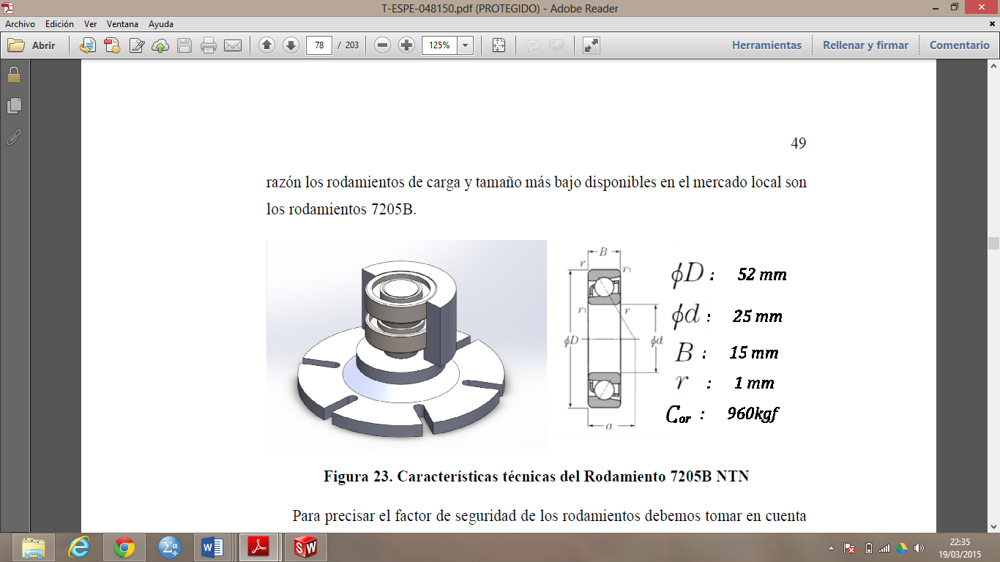 T-ESPE-048150.pdf (PROTEGIDO) - Adobe Reader
Archivo Edición Ver Ventana Ayuda
Abrir 78 / 203 125% Herramientas Rellenar y firmar Comentario
49
razón los rodamientos de carga y tamaño más bajo disponibles en el mercado local son
los rodamientos 7205B.
B
r r₁
r₁ r
ϕD ϕd
a
ϕD : 52 mm
ϕd : 25 mm
B : 15 mm
r : 1 mm
Cor : 960kgf
Figura 23. Características técnicas del Rodamiento 7205B NTN
Para precisar el factor de seguridad de los rodamientos debemos tomar en cuenta
22:35
19/03/2015